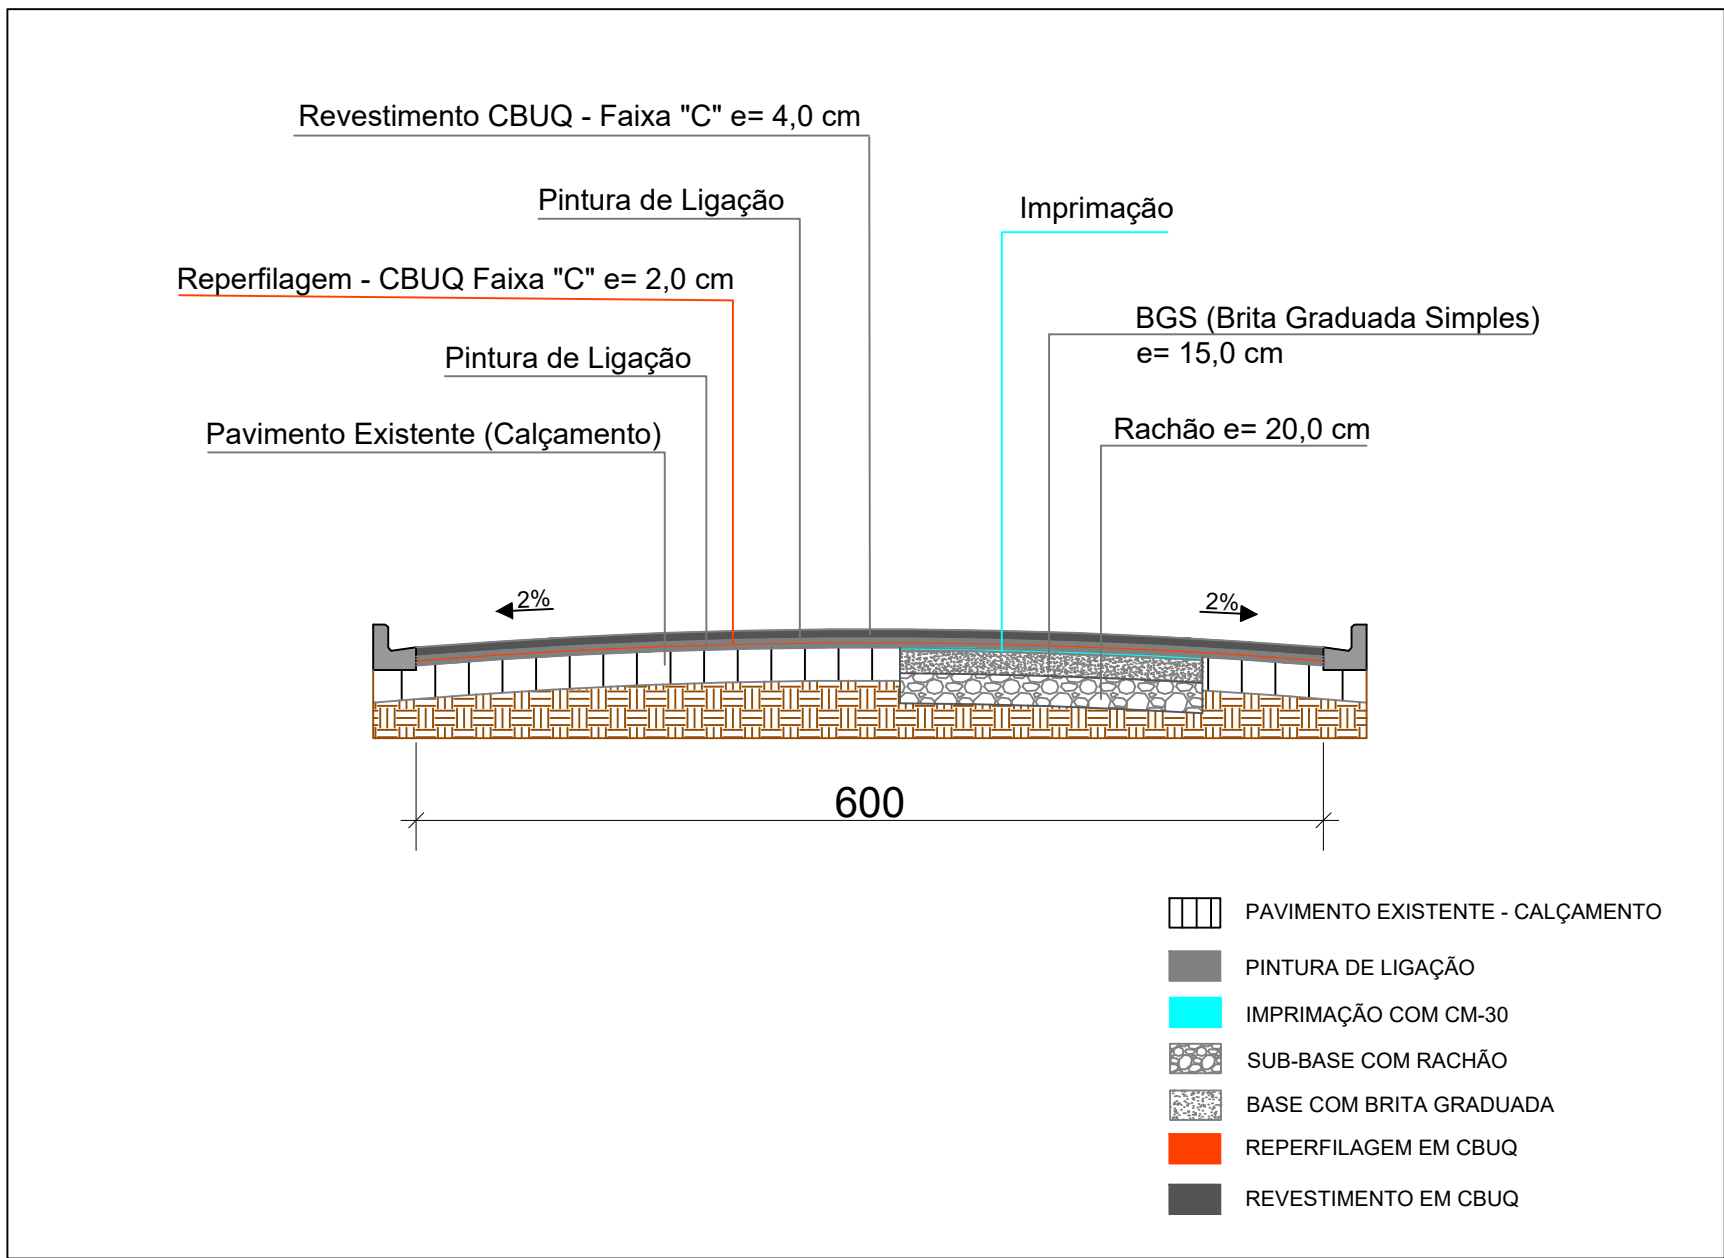 Revestimento CBUQ - Faixa "C" e= 4,0 cm
Pintura de Ligação
Imprimação
Reperfilagem - CBUQ Faixa "C" e= 2,0 cm
BGS (Brita Graduada Simples)
e= 15,0 cm
Pintura de Ligação
Pavimento Existente (Calçamento)
Rachão e= 20,0 cm
2%
2%
600
PAVIMENTO EXISTENTE - CALÇAMENTO
PINTURA DE LIGAÇÃO
IMPRIMAÇÃO COM CM-30
SUB-BASE COM RACHÃO
BASE COM BRITA GRADUADA
REPERFILAGEM EM CBUQ
REVESTIMENTO EM CBUQ